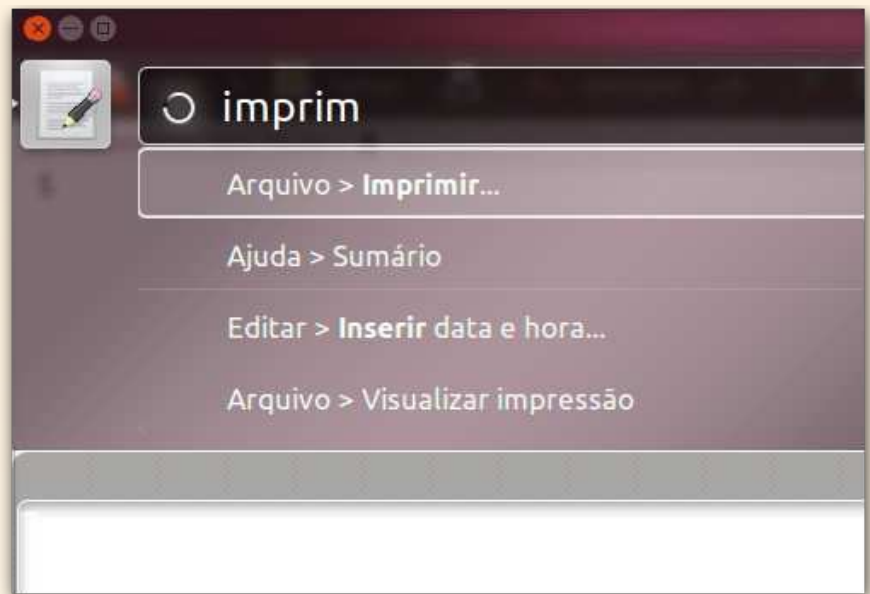 imprim
Arquivo > Imprimir...
Ajuda > Sumário
Editar > Inserir data e hora...
Arquivo > Visualizar impressão